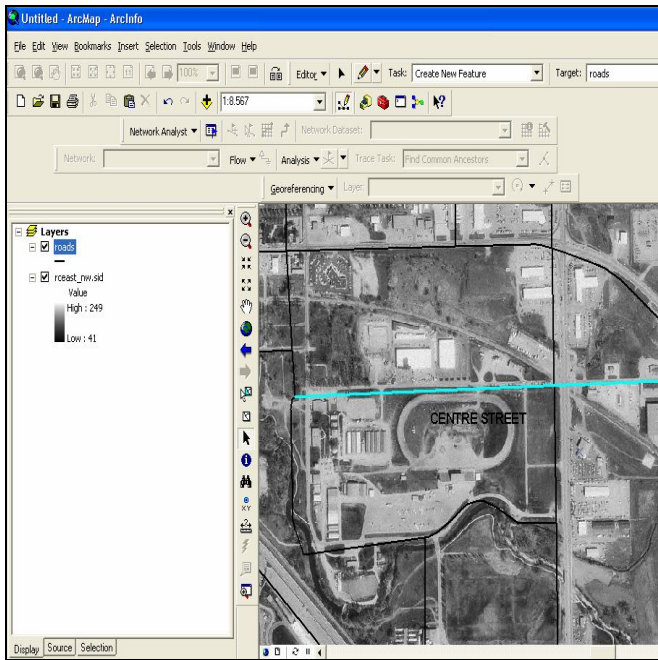 Untitled - ArcMap - ArcInfo
File Edit View Bookmarks Insert Selection Tools Window Help
100% Editor Task: Create New Feature Target: roads
1:8.567
Network Analyst Network Dataset:
Network: Flow Analysis Trace Task: Find Common Ancestors
Georeferencing Layer:
Layers
roads
rceast_nw.sid
Value
High : 249
Low : 41
XY
CENTRE STREET
Display Source Selection